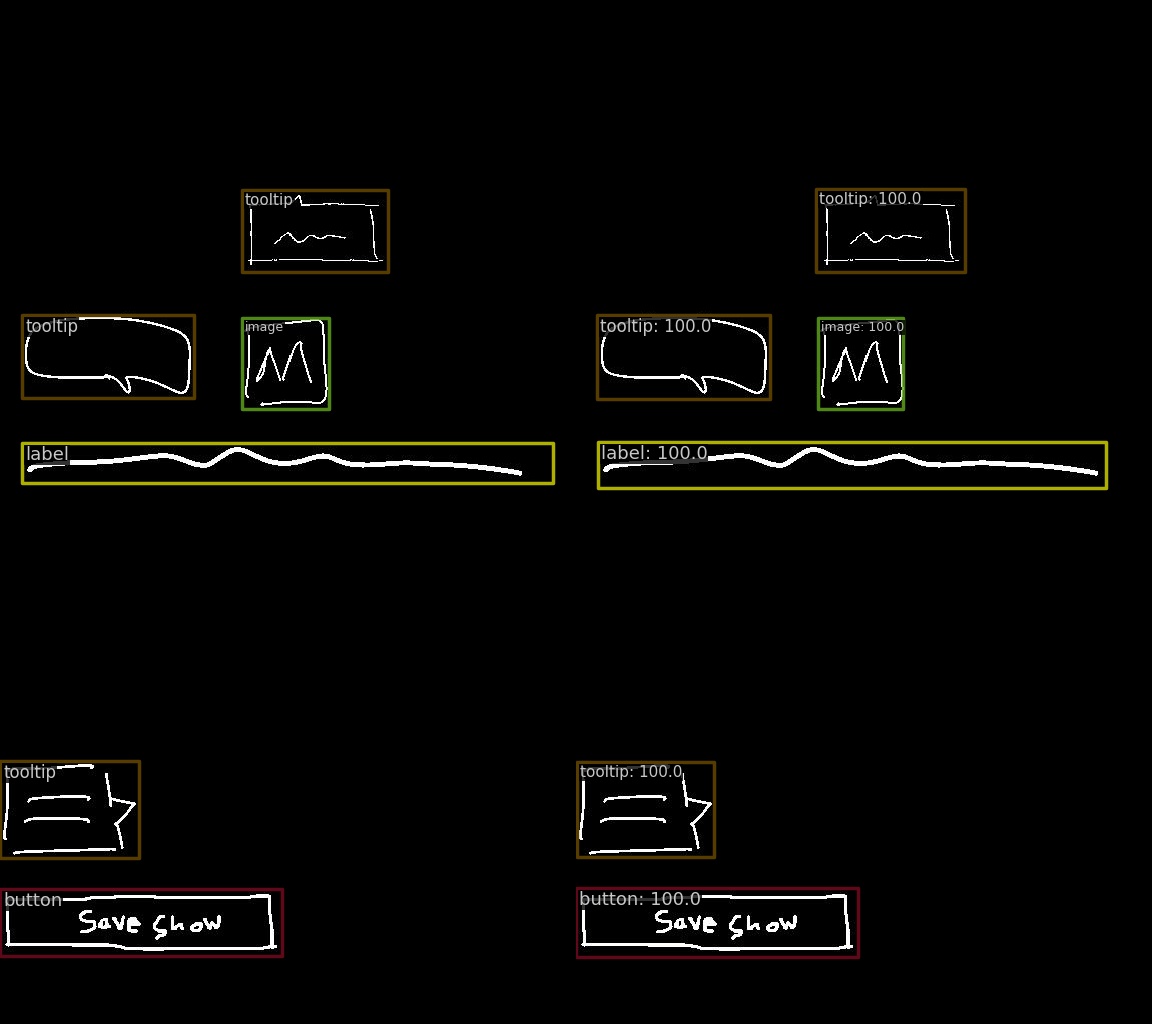 tooltip tooltip: 100.0
tooltip image tooltip: 100.0 image: 100.0
label label: 100.0
tooltip tooltip: 100.0
button button: 100.0
Save Show Save Show